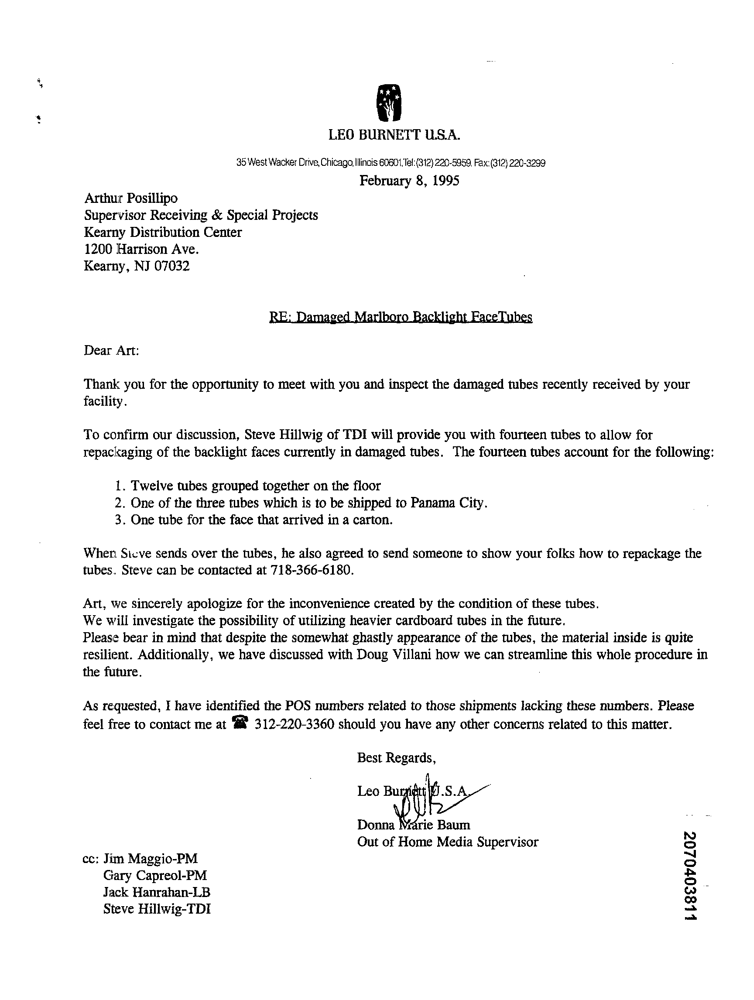 LEO BURNETT U.S.A.
35 West Wacker Drive, Chicago, Illinois 60601, Tel: (312) 220-5959, Fax: (312) 220-3299
February 8, 1995
Arthur Posillipo
Supervisor Receiving & Special Projects
Kearny Distribution Center
1200 Harrison Ave.
Kearny, NJ 07032
RE: Damaged Marlboro Backlight FaceTubes
Dear Art:
Thank you for the opportunity to meet with you and inspect the damaged tubes recently received by your
facility.
To confirm our discussion, Steve Hillwig of TDI will provide you with fourteen tubes to allow for
repackaging of the backlight faces currently in damaged tubes. The fourteen tubes account for the following:
1. Twelve tubes grouped together on the floor
2. One of the three tubes which is to be shipped to Panama City.
3. One tube for the face that arrived in a carton.
When Steve sends over the tubes, he also agreed to send someone to show your folks how to repackage the
tubes. Steve can be contacted at 718-366-6180.
Art, we sincerely apologize for the inconvenience created by the condition of these tubes.
We will investigate the possibility of utilizing heavier cardboard tubes in the future.
Please bear in mind that despite the somewhat ghastly appearance of the tubes, the material inside is quite
resilient. Additionally, we have discussed with Doug Villani how we can streamline this whole procedure in
the future.
As requested, I have identified the POS numbers related to those shipments lacking these numbers. Please
feel free to contact me at ☎ 312-220-3360 should you have any other concerns related to this matter.
Best Regards,
Leo Burnett U.S.A.
Donna Marie Baum
Out of Home Media Supervisor
cc: Jim Maggio-PM
Gary Capreol-PM
Jack Hanrahan-LB
Steve Hillwig-TDI
2070403811